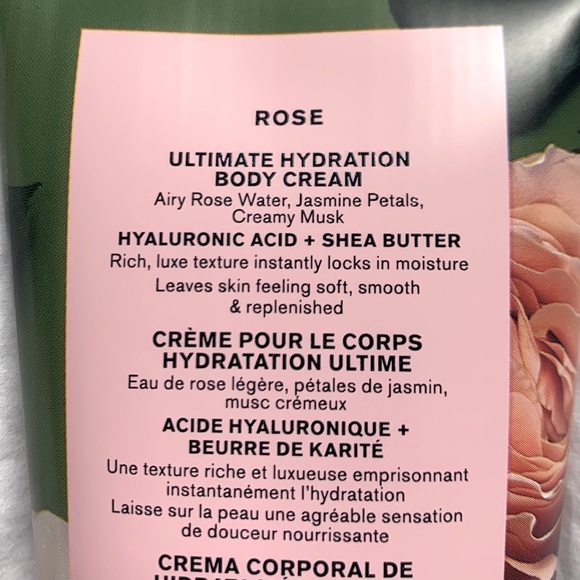 ROSE
ULTIMATE HYDRATION
BODY CREAM
Airy Rose Water, Jasmine Petals,
Creamy Musk
HYALURONIC ACID + SHEA BUTTER
Rich, luxe texture instantly locks in moisture
Leaves skin feeling soft, smooth
& replenished
CRÈME POUR LE CORPS
HYDRATATION ULTIME
Eau de rose légère, pétales de jasmin,
musc crémeux
ACIDE HYALURONIQUE +
BEURRE DE KARITÉ
Une texture riche et luxueuse emprisonnant
instantanément l'hydratation
Laisse sur la peau une agréable sensation
de douceur nourrissante
CREMA CORPORAL DE